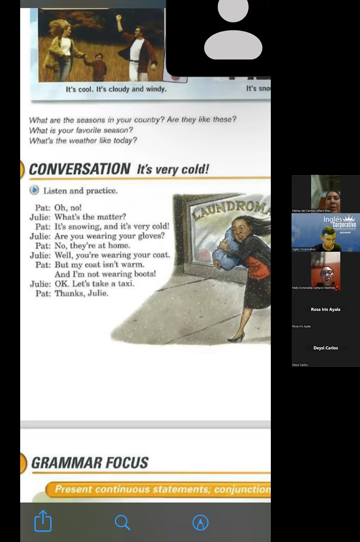 It's cool. It's cloudy and windy.
It's sno
What are the seasons in your country? Are they like these?
What is your favorite season?
What's the weather like today?
CONVERSATION It's very cold!
Listen and practice.
Pat: Oh, no!
Julie: What's the matter?
Pat: It's snowing, and it's very cold!
Julie: Are you wearing your gloves?
Pat: No, they're at home.
Julie: Well, you're wearing your coat.
Pat: But my coat isn't warm.
And I'm not wearing boots!
Julie: OK. Let's take a taxi.
Pat: Thanks, Julie.
LAUNDROMA
Inglés
Corporativo
Rosa Iris Ayala
Deysi Carlos
GRAMMAR FOCUS
Present continuous statements, conjunction